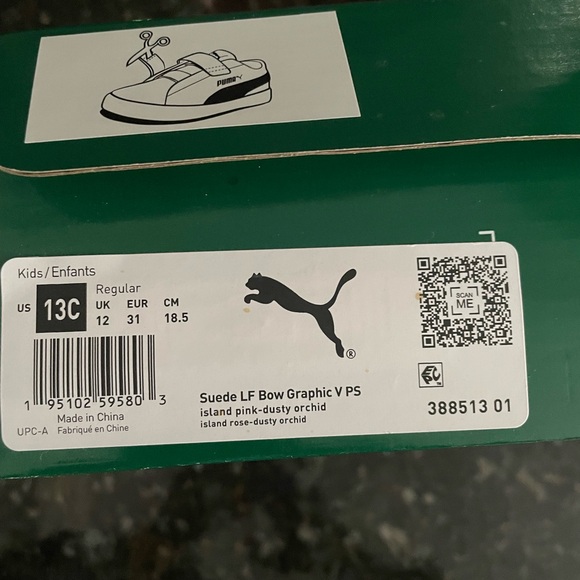 PUMA
Kids/Enfants
Regular
US 13C UK EUR CM
12 31 18.5
SCAN
ME
1 95102 59580 3
Made in China
UPC-A Fabriqué en Chine
®
Suede LF Bow Graphic V PS
island pink-dusty orchid
island rose-dusty orchid
388513 01